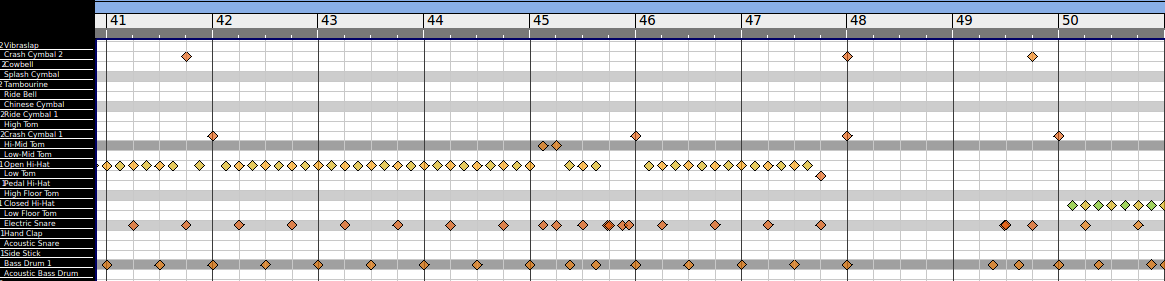 41 42 43 44 45 46 47 48 49 50
2Vibraslap
Crash Cymbal 2
2Cowbell
Splash Cymbal
2Tambourine
Ride Bell
Chinese Cymbal
2Ride Cymbal 1
High Tom
2Crash Cymbal 1
Hi-Mid Tom
Low-Mid Tom
1Open Hi-Hat
Low Tom
1Pedal Hi-Hat
High Floor Tom
1Closed Hi-Hat
Low Floor Tom
Electric Snare
1Hand Clap
Acoustic Snare
1Side Stick
Bass Drum 1
Acoustic Bass Drum